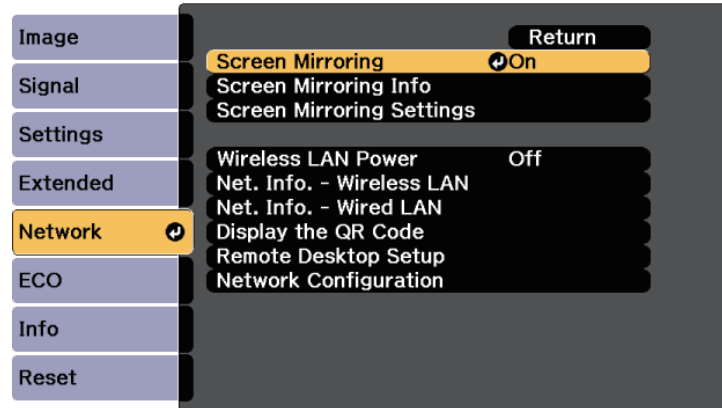 Image
Signal
Settings
Extended
Network
ECO
Info
Reset
Return
Screen Mirroring On
Screen Mirroring Info
Screen Mirroring Settings
Wireless LAN Power Off
Net. Info. - Wireless LAN
Net. Info. - Wired LAN
Display the QR Code
Remote Desktop Setup
Network Configuration